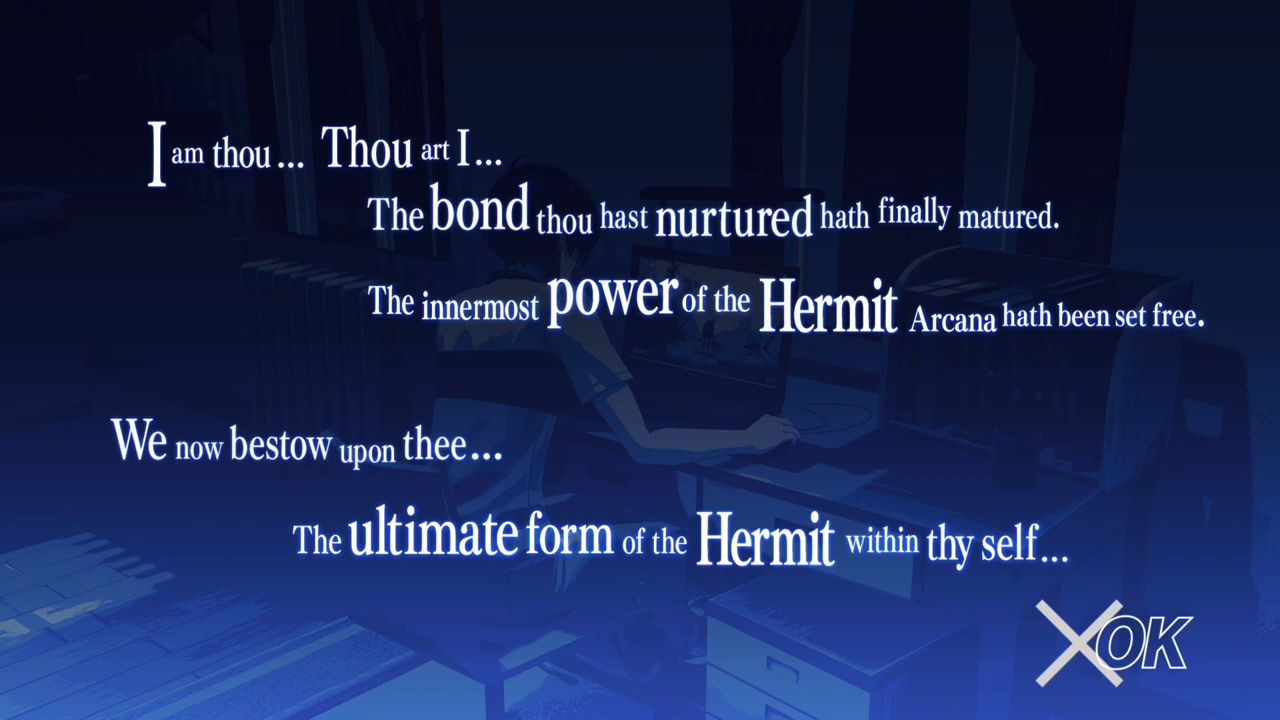 I am thou... Thou art I...
The bond thou hast nurtured hath finally matured.
The innermost power of the Hermit Arcana hath been set free.
We now bestow upon thee...
The ultimate form of the Hermit within thy self...
OK